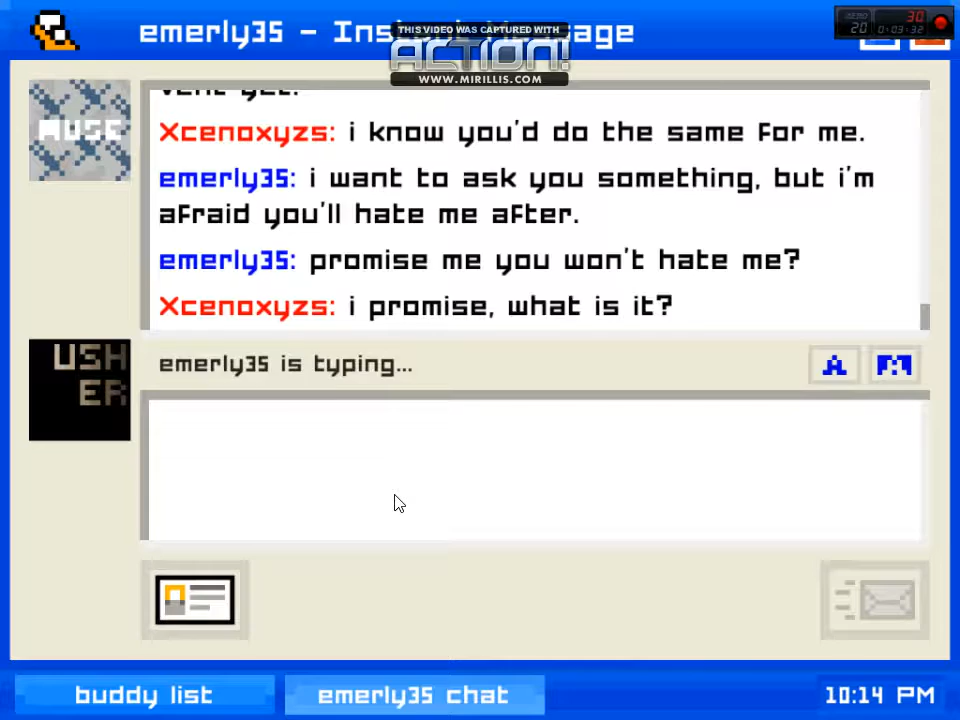 emerly35 - Ins age
THIS VIDEO WAS CAPTURED WITH
ACTION!
WWW.MIRILLIS.COM
30
20
0:03:32
MUSE
yet.
Xcenoxyzs: i know you'd do the same for me.
emerly35: i want to ask you something, but i'm
afraid you'll hate me after.
emerly35: promise me you won't hate me?
Xcenoxyzs: i promise, what is it?
USH
ER
emerly35 is typing...
A
buddy list
emerly35 chat
10:14 PM